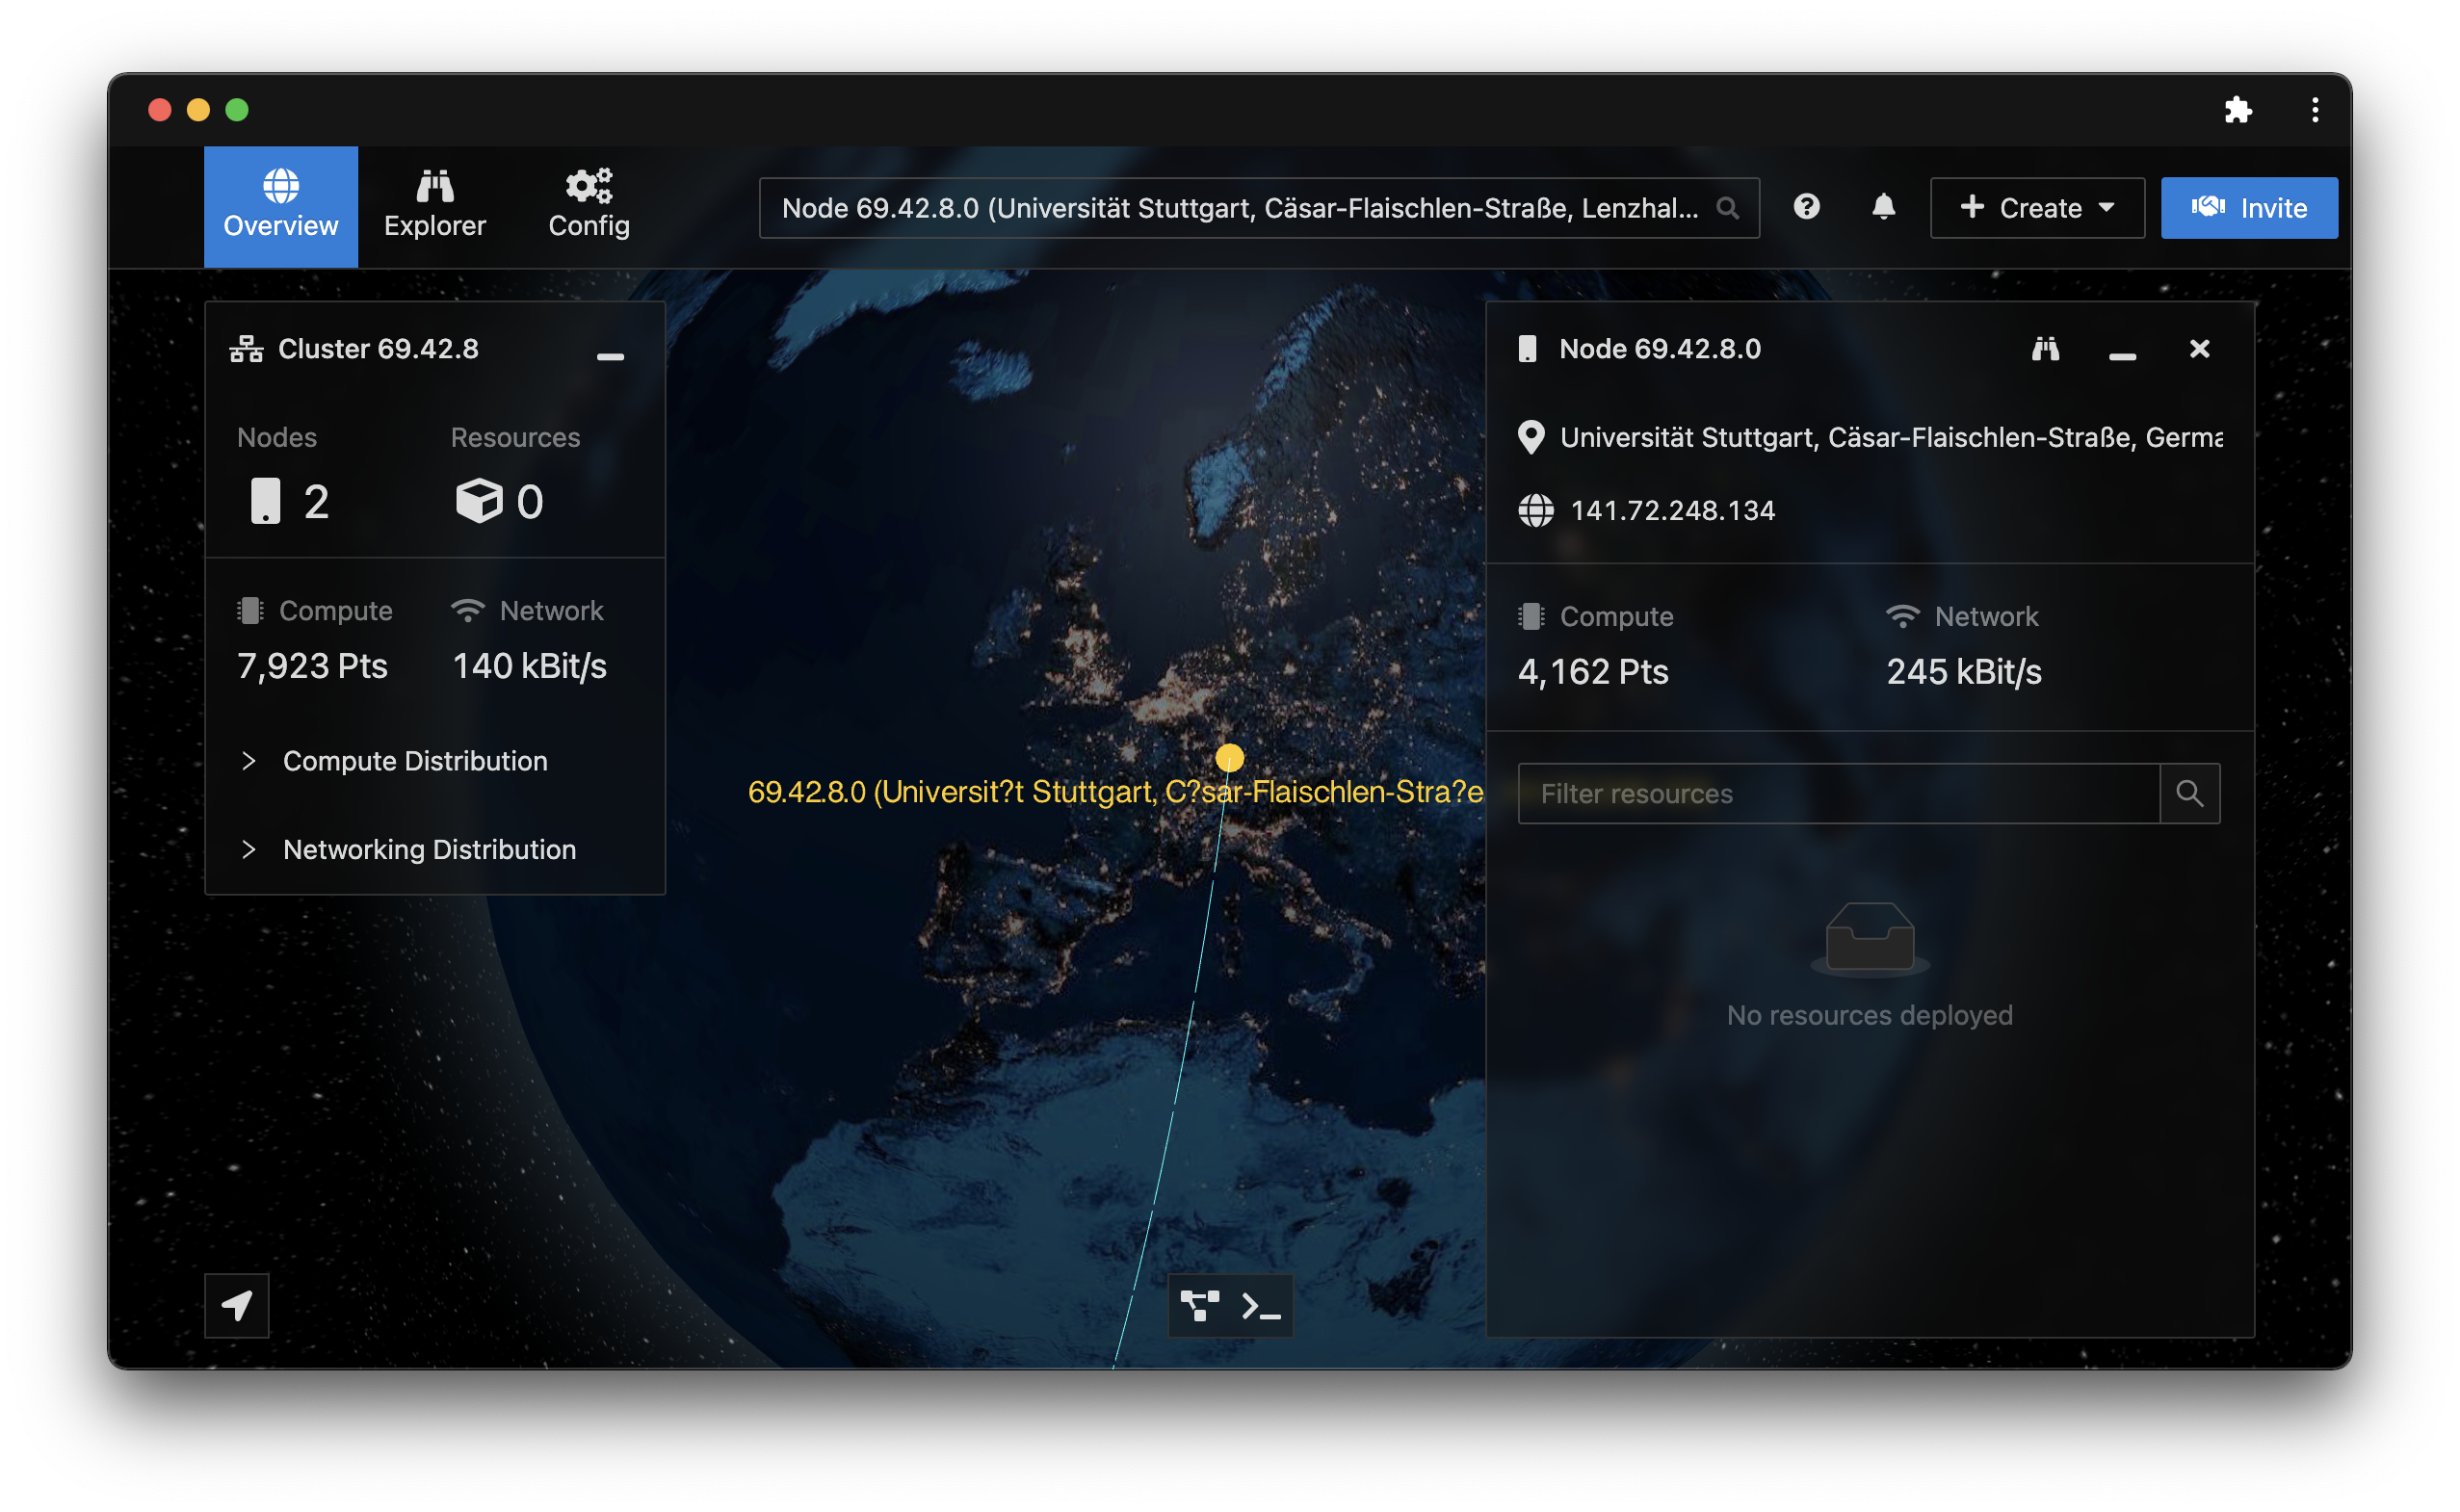 Overview
Explorer
Config
Node 69.42.8.0 (Universität Stuttgart, Cäsar-Flaischlen-Straße, Lenzhal...
Create
Invite
Cluster 69.42.8
Nodes
Resources
2
0
Compute
Network
7,923 Pts
140 kBit/s
Compute Distribution
Networking Distribution
69.42.8.0 (Universit?t Stuttgart, C?sar-Flaischlen-Stra?e
Node 69.42.8.0
Universität Stuttgart, Cäsar-Flaischlen-Straße, Germa
141.72.248.134
Compute
Network
4,162 Pts
245 kBit/s
Filter resources
No resources deployed